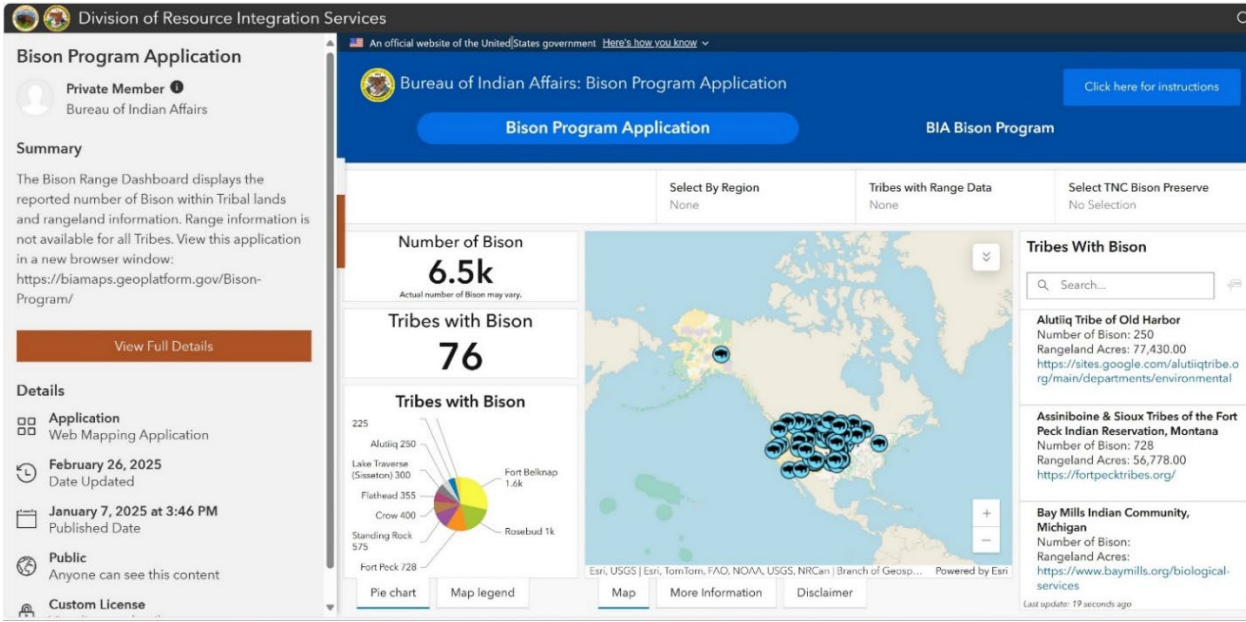 Division of Resource Integration Services
Bison Program Application
Private Member
Bureau of Indian Affairs
Summary
The Bison Range Dashboard displays the
reported number of Bison within Tribal lands
and rangeland information. Range information is
not available for all Tribes. View this application
in a new browser window:
https://biamaps.geoplatform.gov/Bison-
Program/
View Full Details
Details
Application
Web Mapping Application
February 26, 2025
Date Updated
January 7, 2025 at 3:46 PM
Published Date
Public
Anyone can see this content
Custom License
An official website of the United States government Here's how you know
Bureau of Indian Affairs: Bison Program Application
Click here for instructions
Bison Program Application
BIA Bison Program
Select By Region
None
Tribes with Range Data
None
Select TNC Bison Preserve
No Selection
Number of Bison
6.5k
Actual number of Bison may vary.
Tribes with Bison
76
Tribes with Bison
225
Alutiiq 250
Lake Traverse
(Sisseton) 300
Flathead 355
Crow 400
Standing Rock
575
Fort Peck 728
Fort Belknap
1.6k
Rosebud 1k
Pie chart
Map legend
+
−
Esri, USGS | Esri, TomTom, FAO, NOAA, USGS, NRCan | Branch of Geosp... Powered by Esri
Map
More Information
Disclaimer
Tribes With Bison
Search...
Alutiiq Tribe of Old Harbor
Number of Bison: 250
Rangeland Acres: 77,430.00
https://sites.google.com/alutiiqtribe.o
rg/main/departments/environmental
Assiniboine & Sioux Tribes of the Fort
Peck Indian Reservation, Montana
Number of Bison: 728
Rangeland Acres: 56,778.00
https://fortpecktribes.org/
Bay Mills Indian Community,
Michigan
Number of Bison:
Rangeland Acres:
https://www.baymills.org/biological-
services
Last update: 19 seconds ago